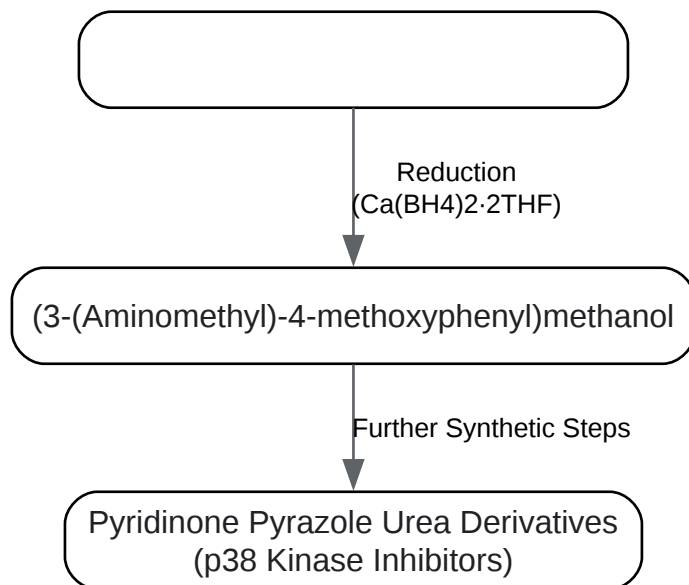 Reduction
(Ca(BH4)2·2THF)
(3-(Aminomethyl)-4-methoxyphenyl)methanol
Further Synthetic Steps
Pyridinone Pyrazole Urea Derivatives
(p38 Kinase Inhibitors)